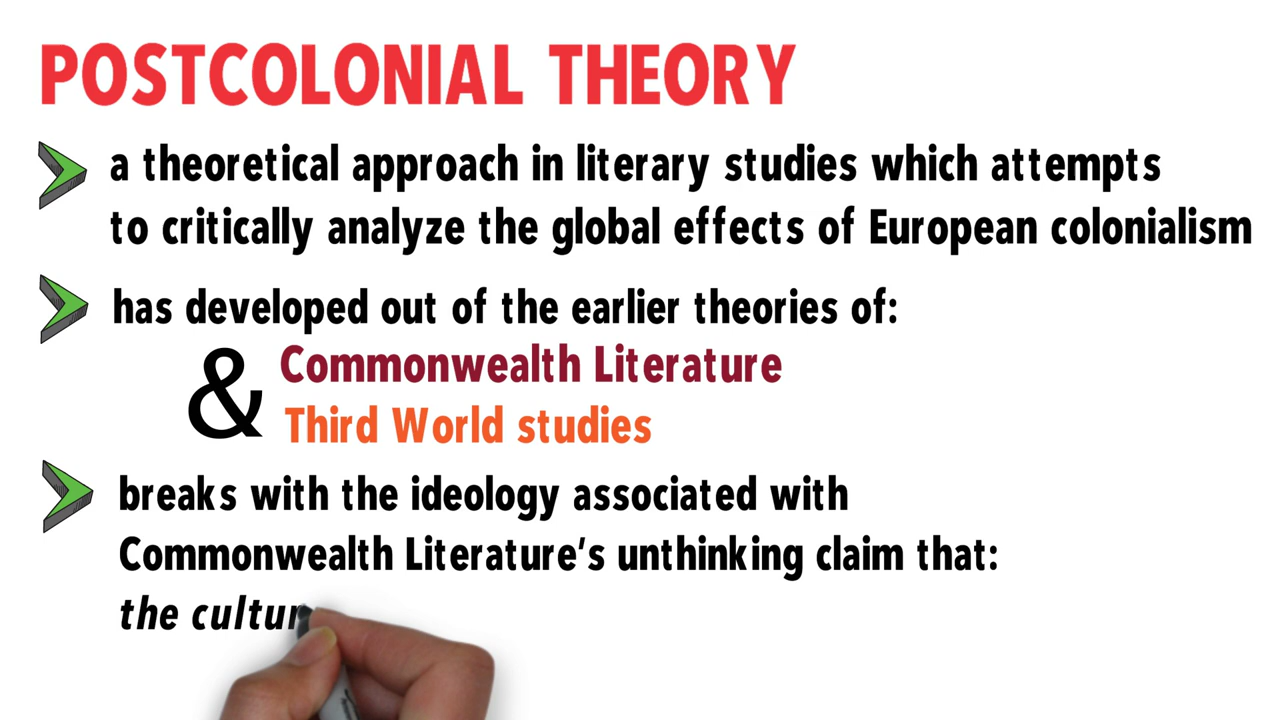 POSTCOLONIAL THEORY
a theoretical approach in literary studies which attempts
to critically analyze the global effects of European colonialism
has developed out of the earlier theories of:
& Commonwealth Literature
Third World studies
breaks with the ideology associated with
Commonwealth Literature's unthinking claim that:
the